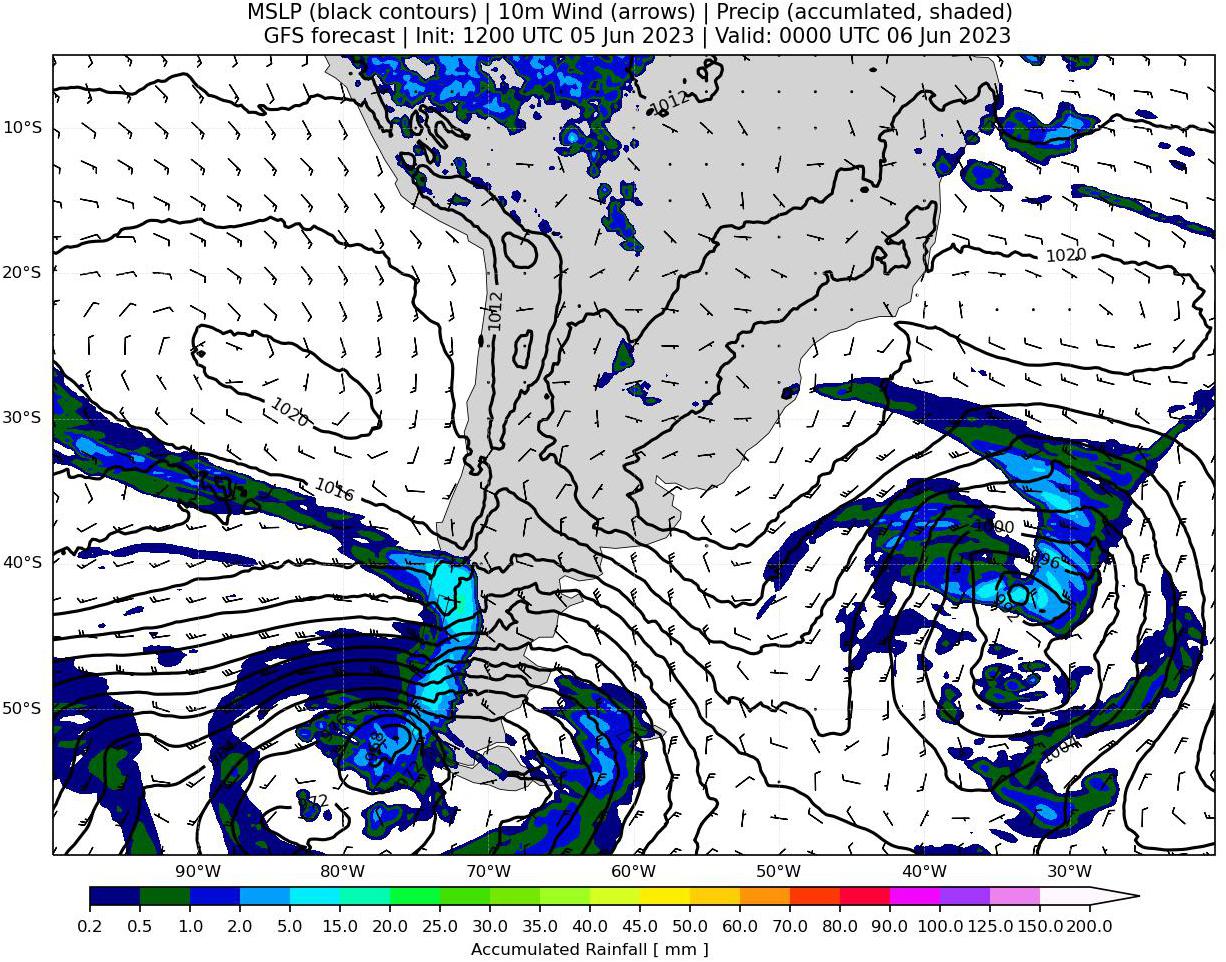 MSLP (black contours) | 10m Wind (arrows) | Precip (accumlated, shaded)
GFS forecast | Init: 1200 UTC 05 Jun 2023 | Valid: 0000 UTC 06 Jun 2023
1012
10°S
1020
20°S
1012
1020
30°S
1016
1000
996
40°S
992
50°S
1004
972
90°W 80°W 70°W 60°W 50°W 40°W 30°W
0.2 0.5 1.0 2.0 5.0 10.0 15.0 20.0 25.0 30.0 35.0 40.0 45.0 50.0 60.0 70.0 80.0 90.0 100.0 125.0 150.0 200.0
Accumulated Rainfall [ mm ]